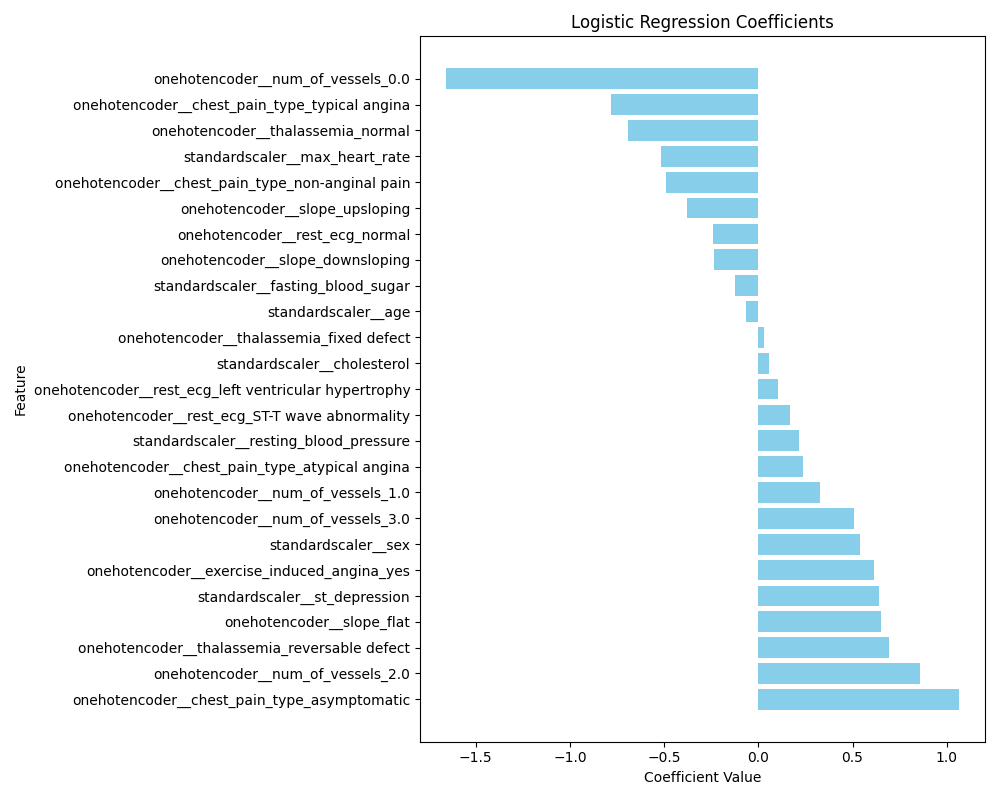 Logistic Regression Coefficients
onehotencoder__num_of_vessels_0.0
onehotencoder__chest_pain_type_typical angina
onehotencoder__thalassemia_normal
standardscaler__max_heart_rate
onehotencoder__chest_pain_type_non-anginal pain
onehotencoder__slope_upsloping
onehotencoder__rest_ecg_normal
onehotencoder__slope_downsloping
standardscaler__fasting_blood_sugar
standardscaler__age
onehotencoder__thalassemia_fixed defect
standardscaler__cholesterol
onehotencoder__rest_ecg_left ventricular hypertrophy
onehotencoder__rest_ecg_ST-T wave abnormality
standardscaler__resting_blood_pressure
onehotencoder__chest_pain_type_atypical angina
onehotencoder__num_of_vessels_1.0
onehotencoder__num_of_vessels_3.0
standardscaler__sex
onehotencoder__exercise_induced_angina_yes
standardscaler__st_depression
onehotencoder__slope_flat
onehotencoder__thalassemia_reversable defect
onehotencoder__num_of_vessels_2.0
onehotencoder__chest_pain_type_asymptomatic
Feature
−1.5 −1.0 −0.5 0.0 0.5 1.0
Coefficient Value